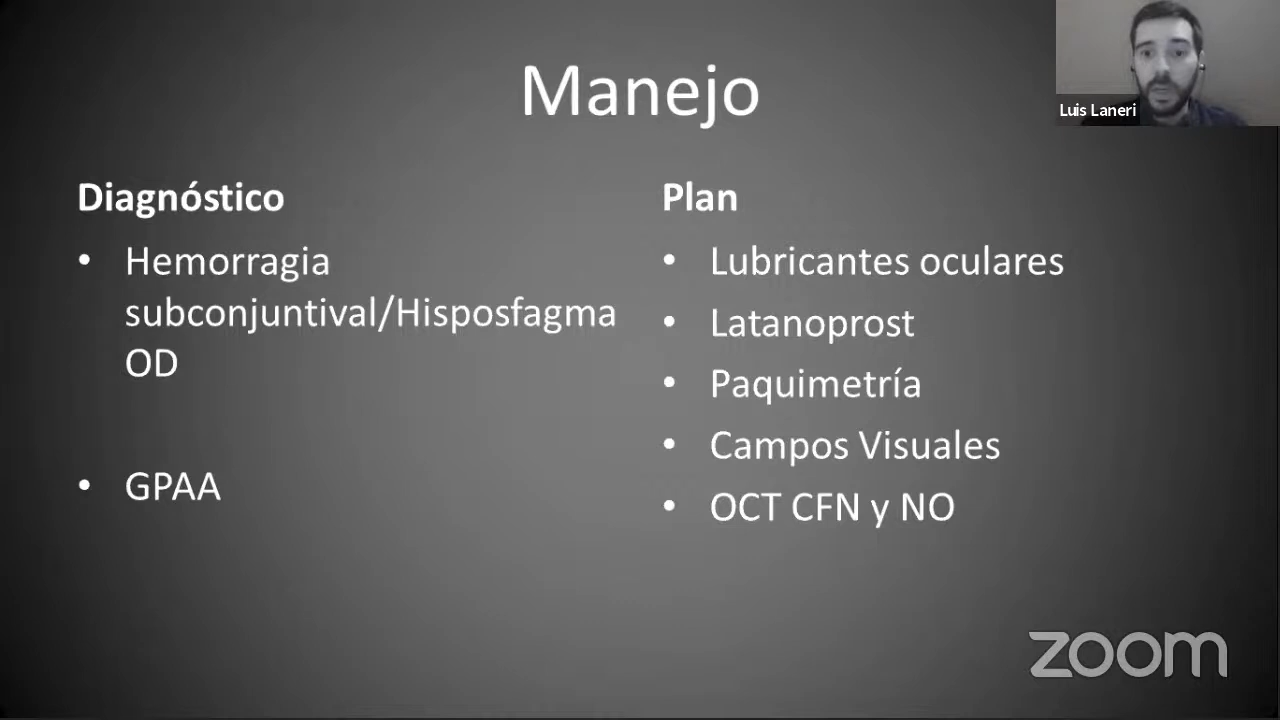 Manejo
Luis Laneri
Diagnóstico
• Hemorragia
subconjuntival/Hisposfagma
OD
• GPAA
Plan
• Lubricantes oculares
• Latanoprost
• Paquimetría
• Campos Visuales
• OCT CFN y NO
zoom